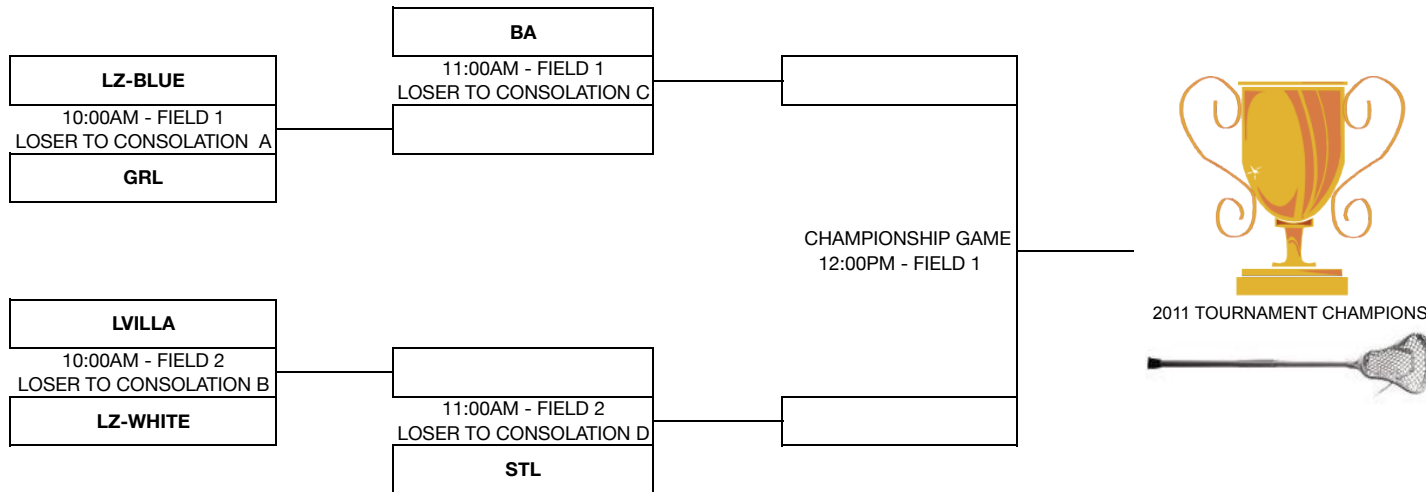 BA
11:00AM - FIELD 1
LOSER TO CONSOLATION C
LZ-BLUE
10:00AM - FIELD 1
LOSER TO CONSOLATION A
GRL
CHAMPIONSHIP GAME
12:00PM - FIELD 1
2011 TOURNAMENT CHAMPIONS
LVILLA
10:00AM - FIELD 2
LOSER TO CONSOLATION B
LZ-WHITE
11:00AM - FIELD 2
LOSER TO CONSOLATION D
STL